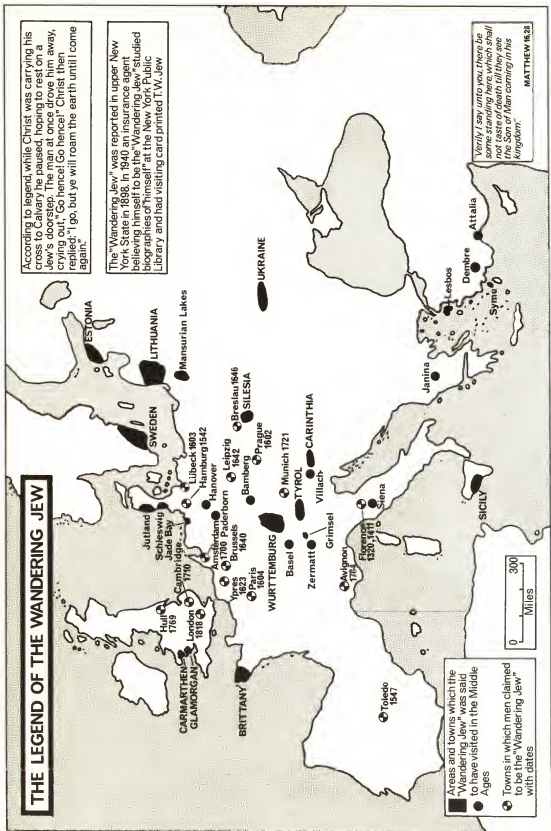 THE LEGEND OF THE WANDERING JEW
According to legend, while Christ was carrying his
cross to Calvary he paused, hoping to rest on a
Jew's doorstep. The man at once drove him away,
crying out,"Go hence! Go hence!" Christ then
replied: "I go, but ye will roam the earth until I come
again."
The "Wandering Jew" was reported in upper New
York State in 1898. In 1940 an insurance agent
believing himself to be the "Wandering Jew" studied
biographies of "himself" at the New York Public
Library and had visiting card printed T.W. Jew
ESTONIA
SWEDEN
LITHUANIA
Mansurian Lakes
UKRAINE
Jutland
Schleswig
Jade Bay
Lübeck 1603
Hamburg 1542
Hanover
Hull
1769
Cambridge
1710
London
1818
CARMARTHEN
GLAMORGAN
Amsterdam
1700
Paderborn
Brussels
1640
Ypres
1623
Paris
1604
Leipzig
1642
Breslau 1646
SILESIA
Bamberg
Prague
1602
BRITTANY
WURTTEMBURG
Munich 1721
Basel
TYROL
CARINTHIA
Villach
Zermatt
Grimsel
Avignon
1784
Florence
1320,1411
Siena
Toledo
1547
SICILY
Janina
Lesbos
Dembre
Attalia
Syme
'Verily I say unto you, there be
some standing here, which shall
not taste of death till they see
the Son of Man coming in his
kingdom'.
MATTHEW 16,28
Areas and towns which the
"Wandering Jew" was said
to have visited in the Middle
Ages
Towns in which men claimed
to be the "Wandering Jew"
with dates
0
300
Miles